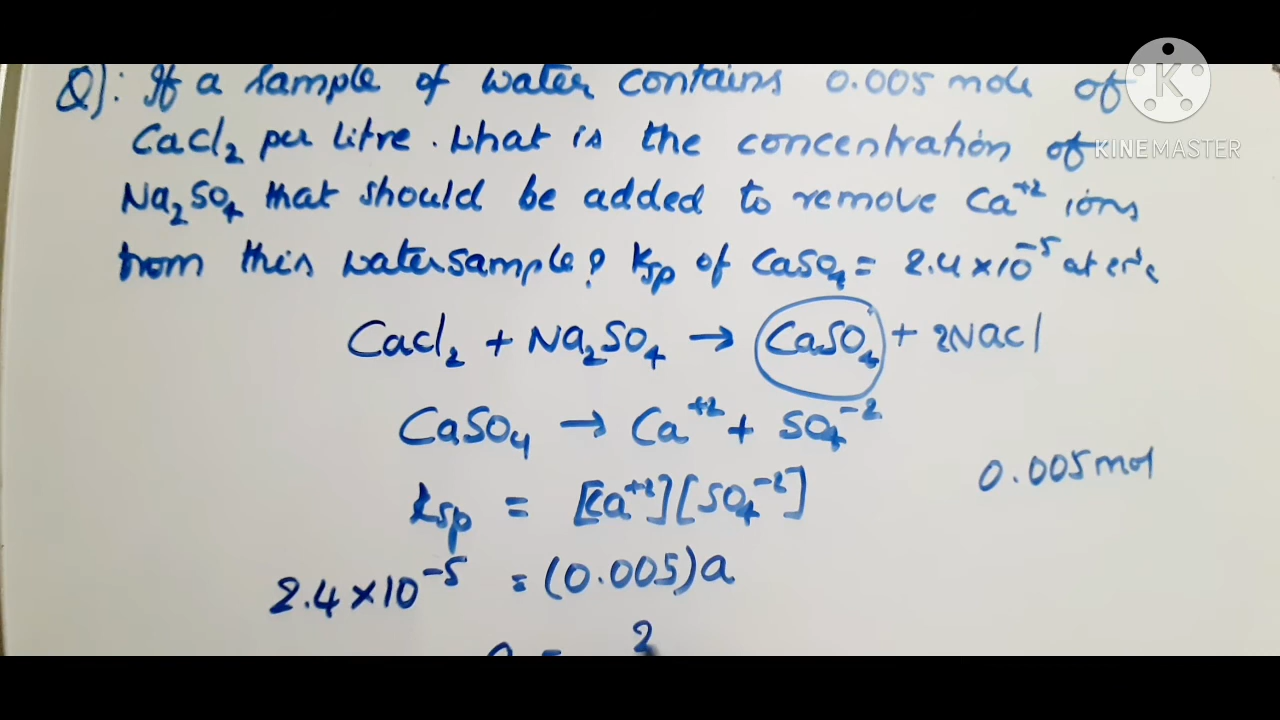 Q): If a sample of water contains 0.005 mole of
CaCl₂ per litre. What is the concentration of
Na₂SO₄ that should be added to remove Ca⁺² ions
from this water sample? Ksp of CaSO₄ = 2.4×10⁻⁵ at
CaCl₂ + Na₂SO₄ → CaSO₄ + 2NaCl
CaSO₄ → Ca⁺² + SO₄⁻²
Ksp = [Ca⁺²][SO₄⁻²]
0.005 mol
2.4×10⁻⁵ = (0.005)a
a = 2
K
KINEMASTER